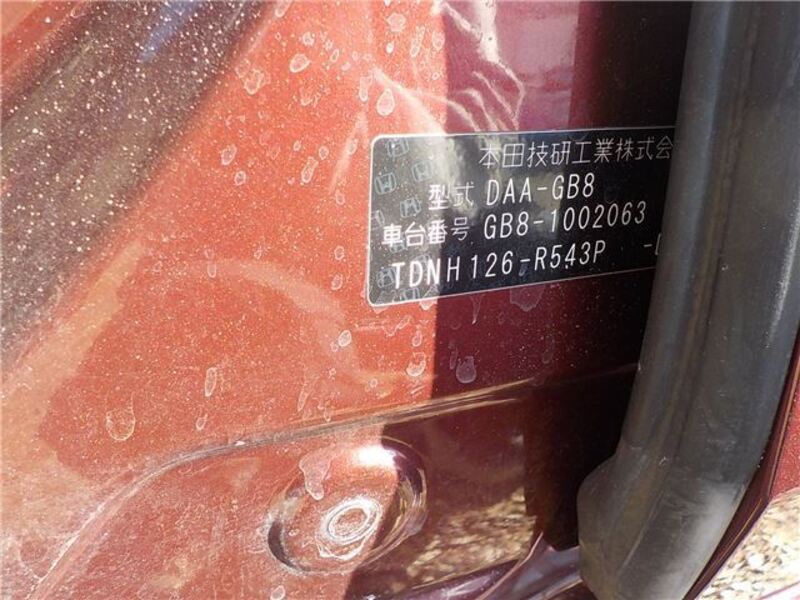 本田技研工業株式会
型式 DAA-GB8
車台番号 GB8-1002063
TDNH126-R543P -